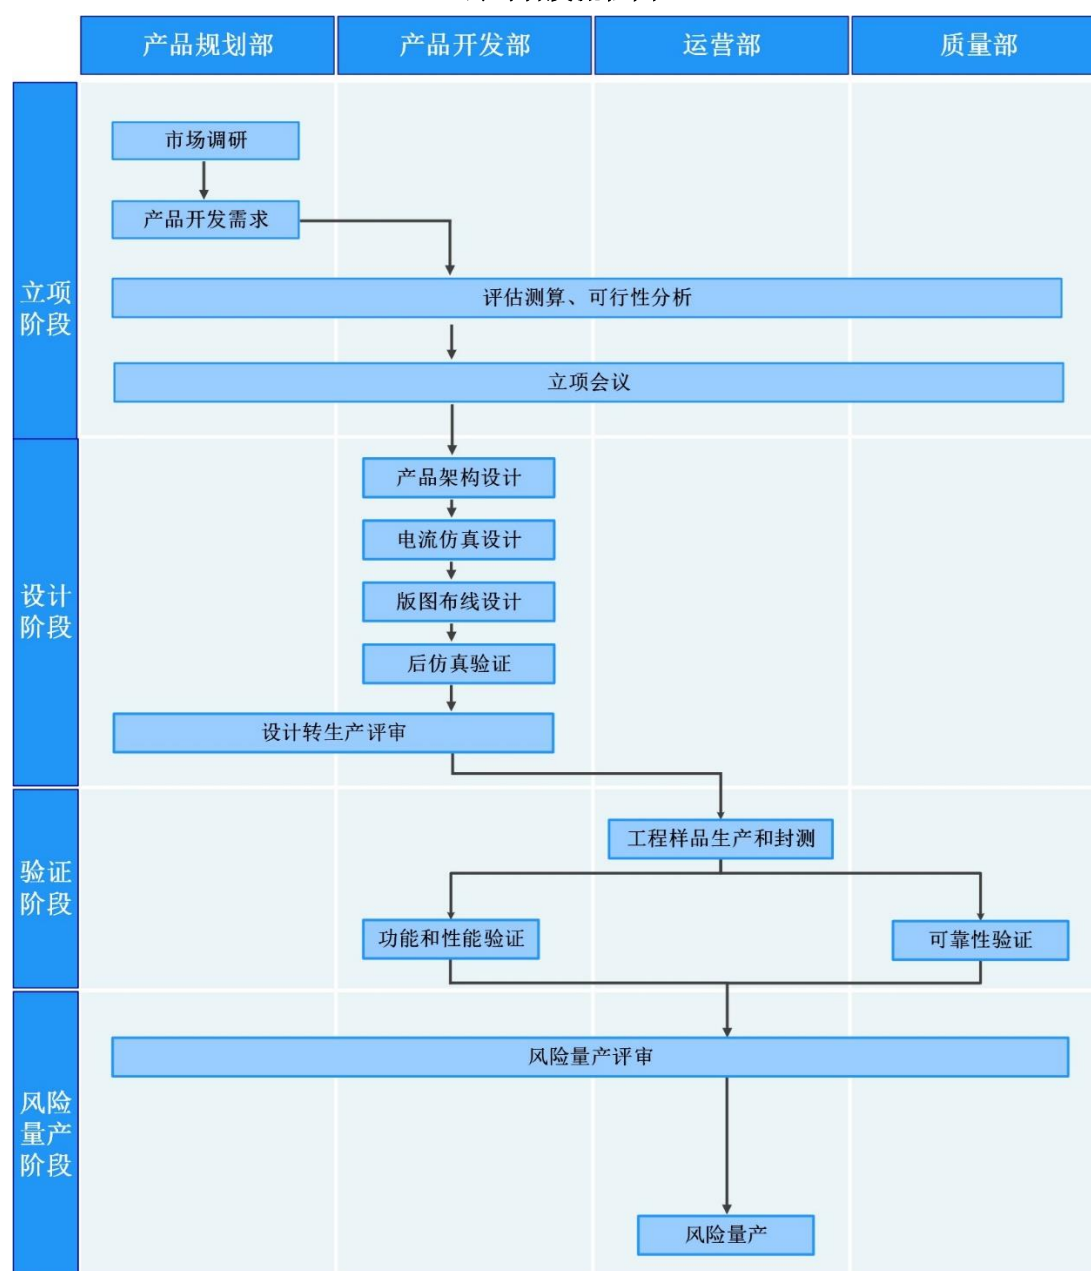 产品规划部
产品开发部
运营部
质量部
立项
阶段
市场调研
产品开发需求
评估测算、可行性分析
立项会议
设计
阶段
产品架构设计
电流仿真设计
版图布线设计
后仿真验证
设计转生产评审
验证
阶段
工程样品生产和封测
功能和性能验证
可靠性验证
风险
量产
阶段
风险量产评审
风险量产